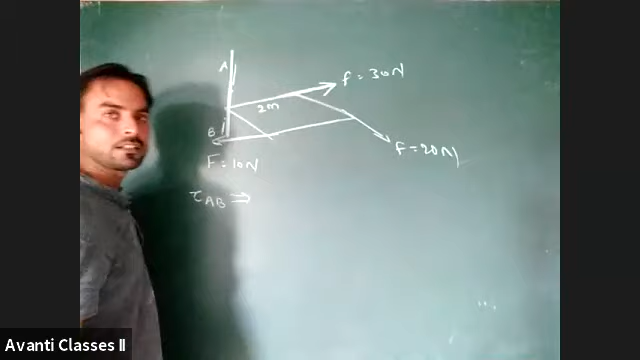 A
f = 30N
2m
B
F = 20N
F = 10N
τAB ⇒
Avanti Classes II